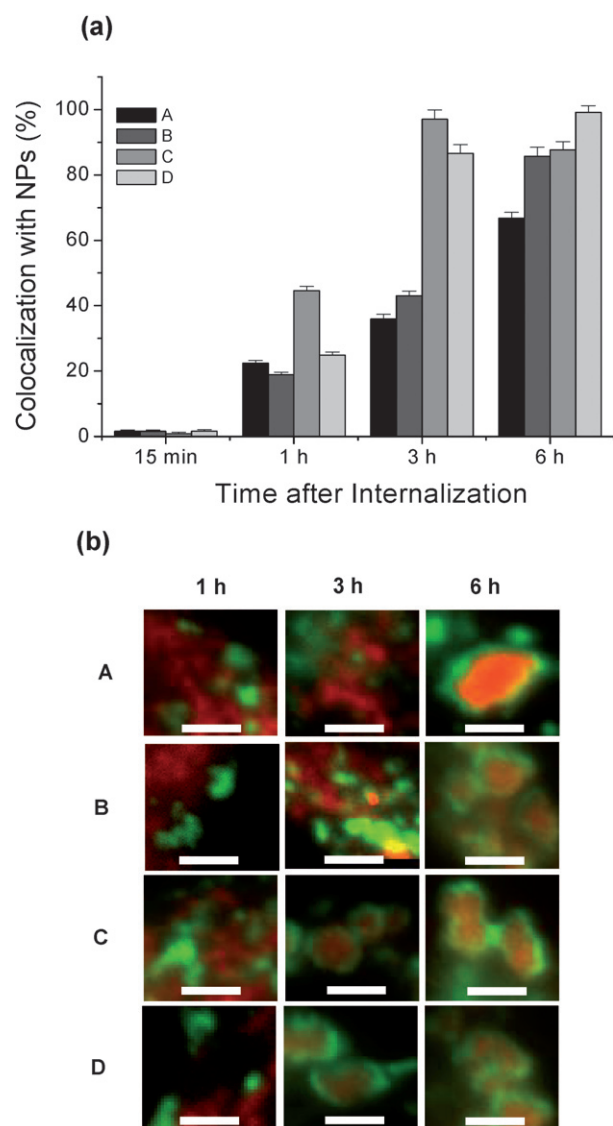 (a)
Colocalization with NPs (%)
100
80
60
40
20
0
A
B
C
D
15 min 1 h 3 h 6 h
Time after Internalization
(b)
1 h 3 h 6 h
A
B
C
D